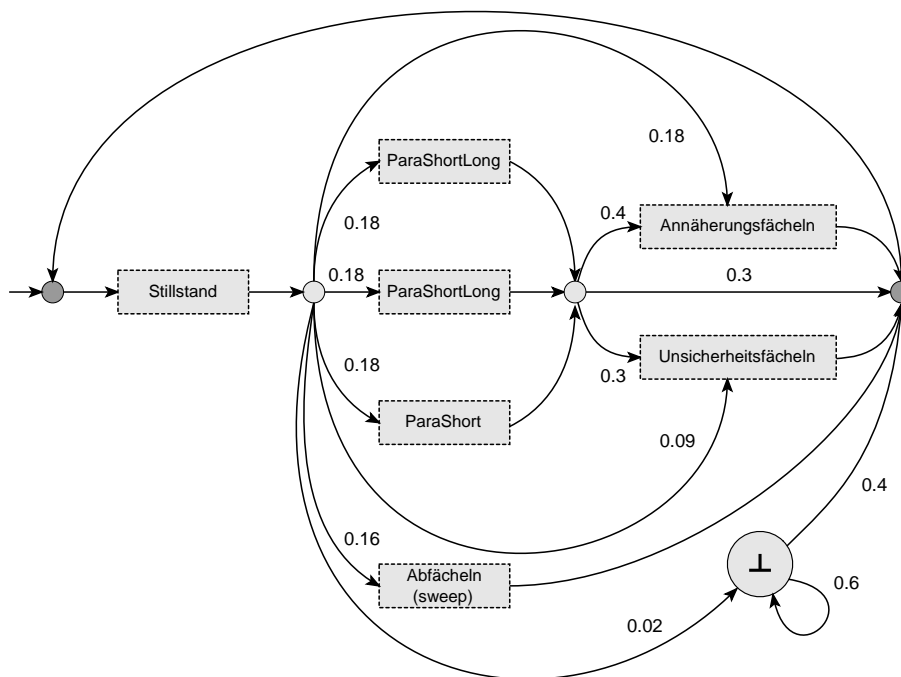 0.18
ParaShortLong
0.18
0.4
Annäherungsfächeln
0.18
Stillstand
ParaShortLong
0.3
0.18
0.3
Unsicherheitsfächeln
ParaShort
0.09
0.4
0.16
Abfächeln
(sweep)
⊥
0.6
0.02